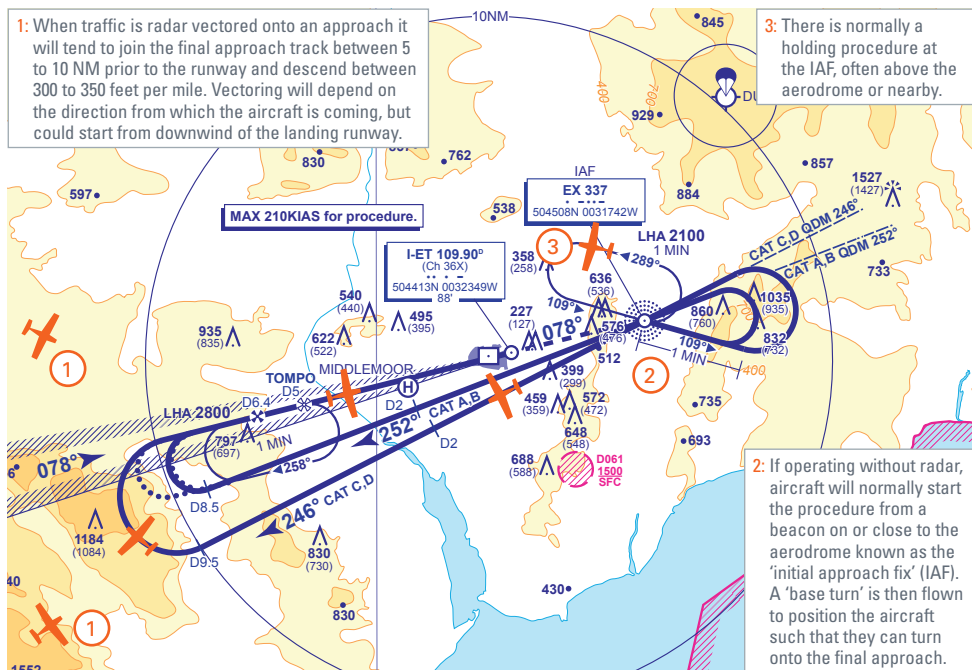 1: When traffic is radar vectored onto an approach it
will tend to join the final approach track between 5
to 10 NM prior to the runway and descend between
300 to 350 feet per mile. Vectoring will depend on
the direction from which the aircraft is coming, but
could start from downwind of the landing runway.
10NM
845
3: There is normally a
holding procedure at
the IAF, often above the
aerodrome or nearby.
400
700
929
830
762
857
597
884
1527
(1427)
IAF
EX 337
504508N 0031742W
MAX 210KIAS for procedure.
538
LHA 2100
1 MIN
CAT C,D QDM 246°
CAT A,B QDM 252°
I-ET 109.90D
(Ch 36X)
504413N 0032349W
88'
3
358
(258)
289°
733
636
(536)
109°
540
(440)
495
(395)
227
(127)
078°
576
(476)
860
(760)
1035
(935)
935
(835)
622
(522)
512
109°
1 MIN
832
(732)
400
1
MIDDLEMOOR
TOMPO
D5
D6.4
H
D2
399
(299)
2
LHA 2800
CAT A,B
252°
459
(359)
572
(472)
735
797
(697)
1 MIN
D2
648
(548)
693
078°
258°
688
(588)
D061
1500
SFC
D8.5
246° CAT C,D
1184
(1084)
D9.5
830
(730)
430
830
1
2: If operating without radar,
aircraft will normally start
the procedure from a
beacon on or close to the
aerodrome known as the
‘initial approach fix’ (IAF).
A ‘base turn’ is then flown
to position the aircraft
such that they can turn
onto the final approach.